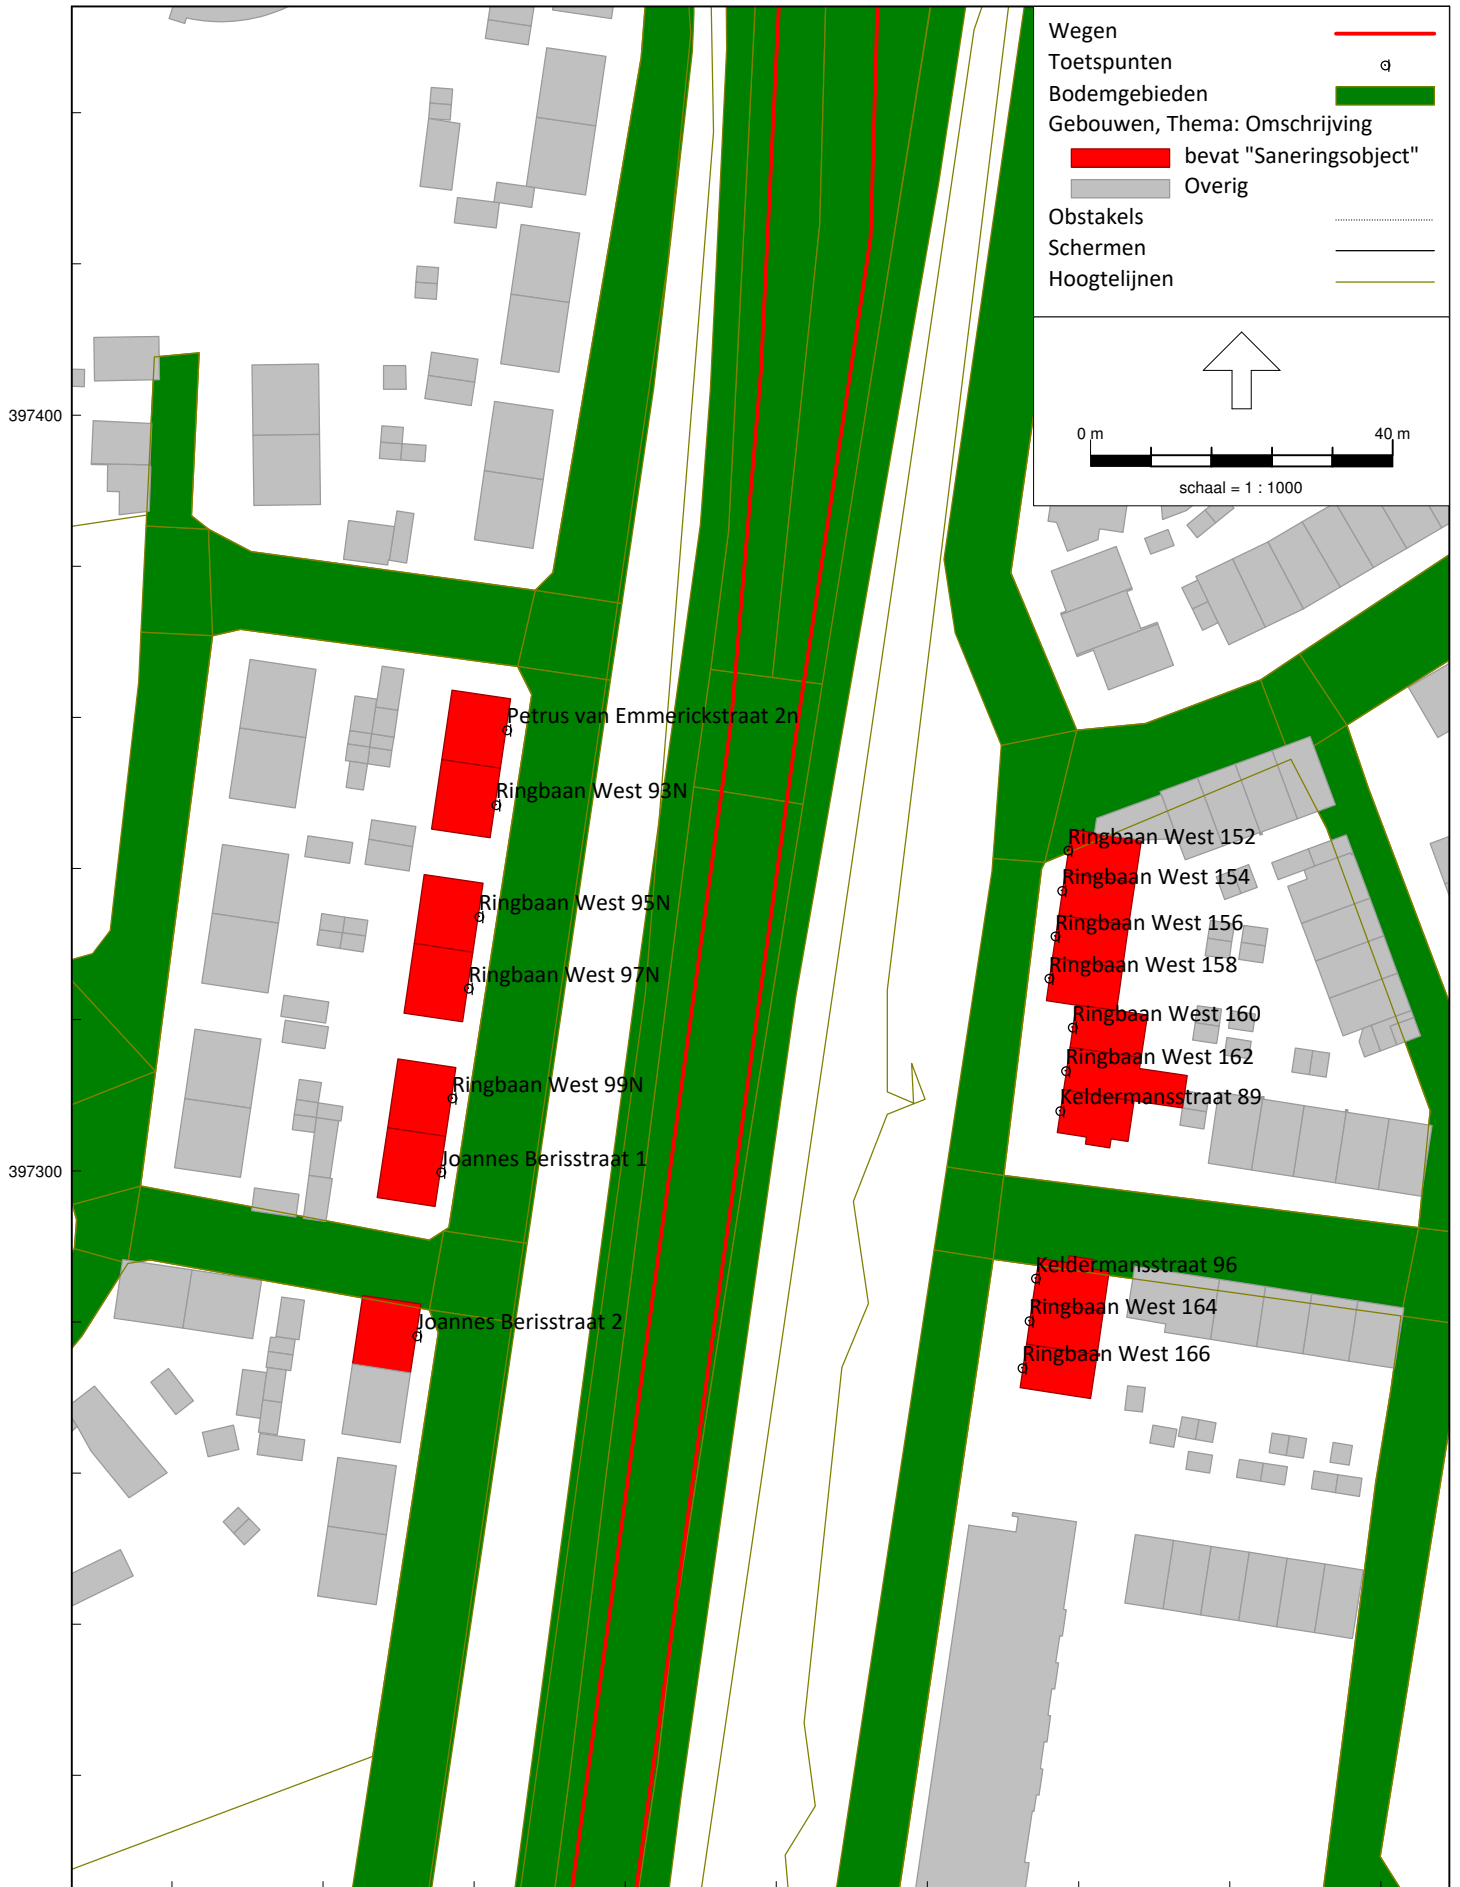 Wegen
Toetspunten
Bodemgebieden
Gebouwen, Thema: Omschrijving
bevat "Saneringsobject"
Overig
Obstakels
Schermen
Hoogtelijnen
0 m 40 m
schaal = 1 : 1000
397400
Petrus van Emmerickstraat 2n
Ringbaan West 93N
Ringbaan West 152
Ringbaan West 154
Ringbaan West 95N
Ringbaan West 156
Ringbaan West 158
Ringbaan West 97N
Ringbaan West 160
Ringbaan West 162
Ringbaan West 99N
Keldermansstraat 89
Joannes Berisstraat 1
397300
Keldermansstraat 96
Ringbaan West 164
Joannes Berisstraat 2
Ringbaan West 166